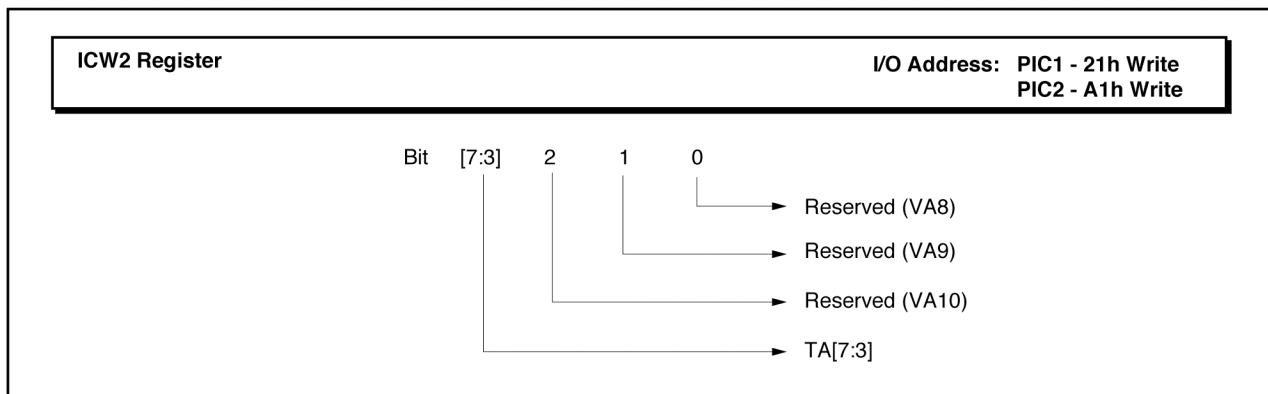 ICW2 Register
I/O Address: PIC1 - 21h Write
PIC2 - A1h Write
Bit [7:3] 2 1 0
Reserved (VA8)
Reserved (VA9)
Reserved (VA10)
TA[7:3]